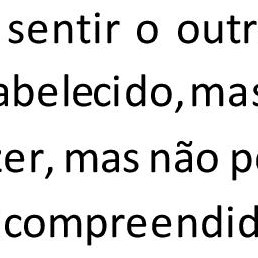 sentir o outr
abelecido, mas
zer, mas não p
compreendid